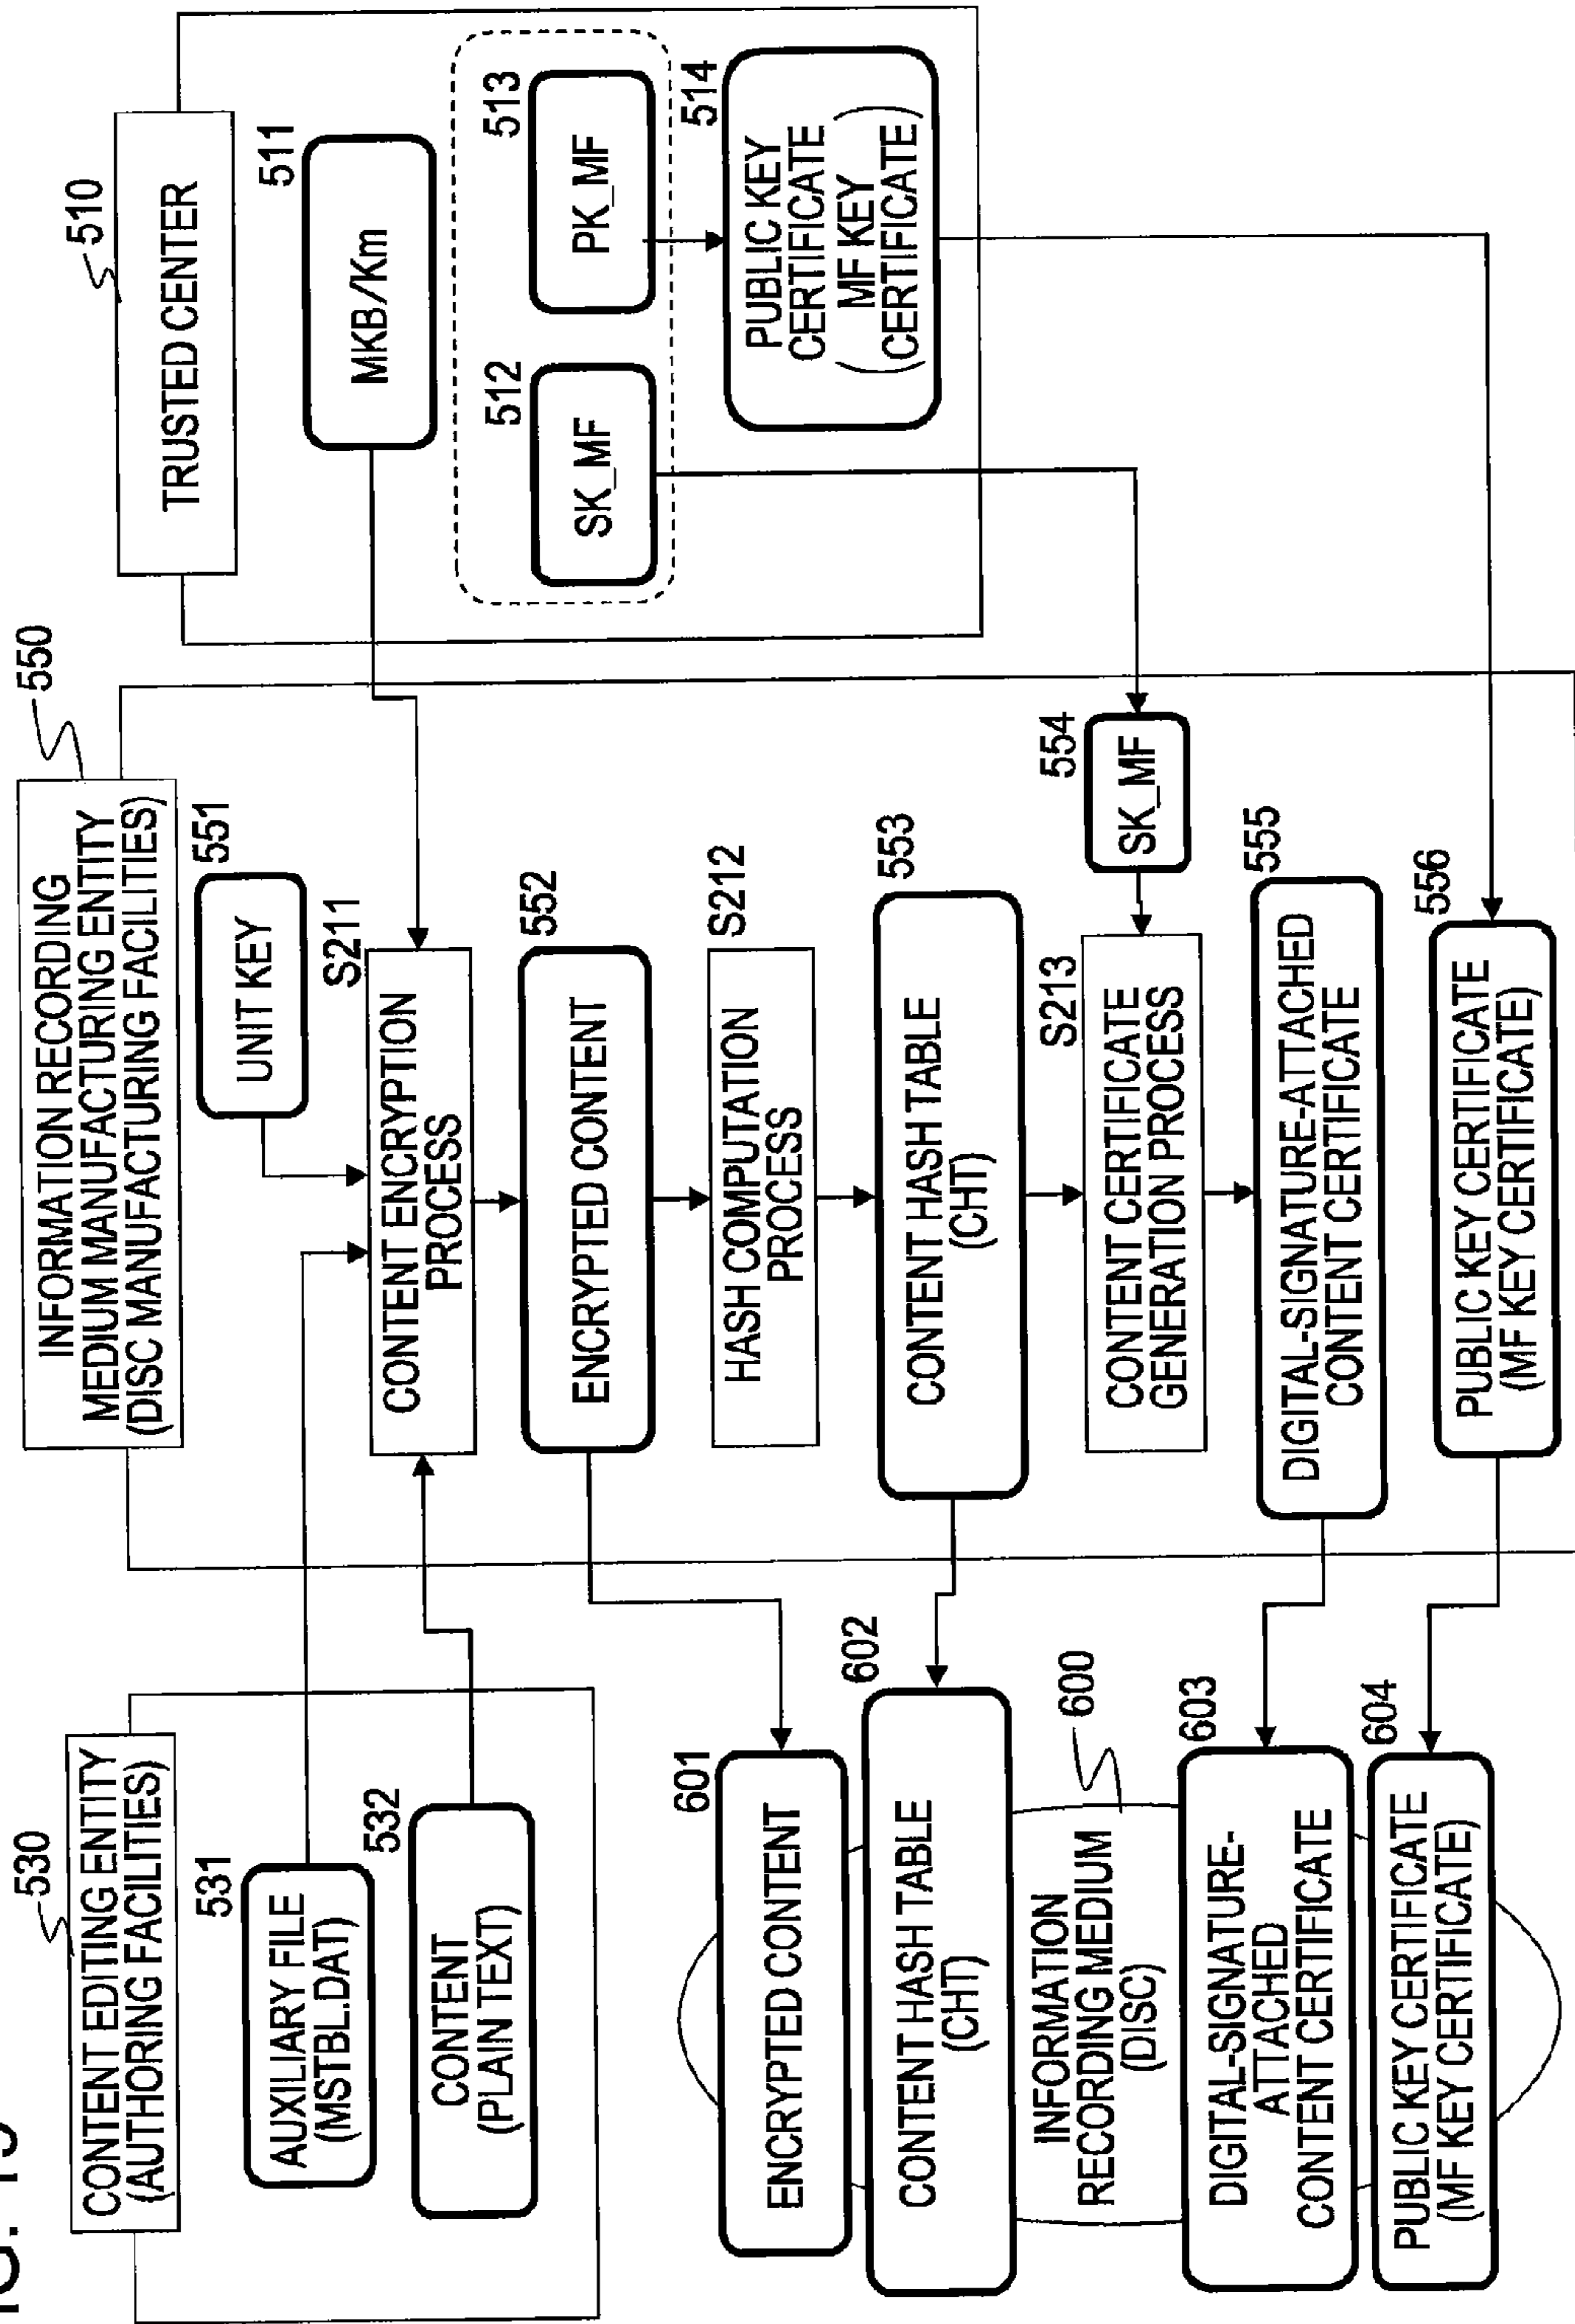 530
CONTENT EDITING ENTITY
(AUTHORING FACILITIES)
531
AUXILIARY FILE
(MSTBL.DAT)
532
CONTENT
(PLAIN TEXT)
601
ENCRYPTED CONTENT
602
CONTENT HASH TABLE
(CHT)
600
INFORMATION
RECORDING MEDIUM
(DISC)
603
DIGITAL-SIGNATURE-
ATTACHED
CONTENT CERTIFICATE
604
PUBLIC KEY CERTIFICATE
(MF KEY CERTIFICATE)
550
INFORMATION RECORDING
MEDIUM MANUFACTURING ENTITY
(DISC MANUFACTURING FACILITIES)
551
UNIT KEY
S211
CONTENT ENCRYPTION
PROCESS
552
ENCRYPTED CONTENT
S212
HASH COMPUTATION
PROCESS
553
CONTENT HASH TABLE
(CHT)
554
SK_MF
S213
CONTENT CERTIFICATE
GENERATION PROCESS
555
DIGITAL-SIGNATURE-ATTACHED
CONTENT CERTIFICATE
556
PUBLIC KEY CERTIFICATE
(MF KEY CERTIFICATE)
510
TRUSTED CENTER
511
MKB/Km
512
SK_MF
513
PK_MF
514
PUBLIC KEY
CERTIFICATE
(MF KEY
CERTIFICATE)